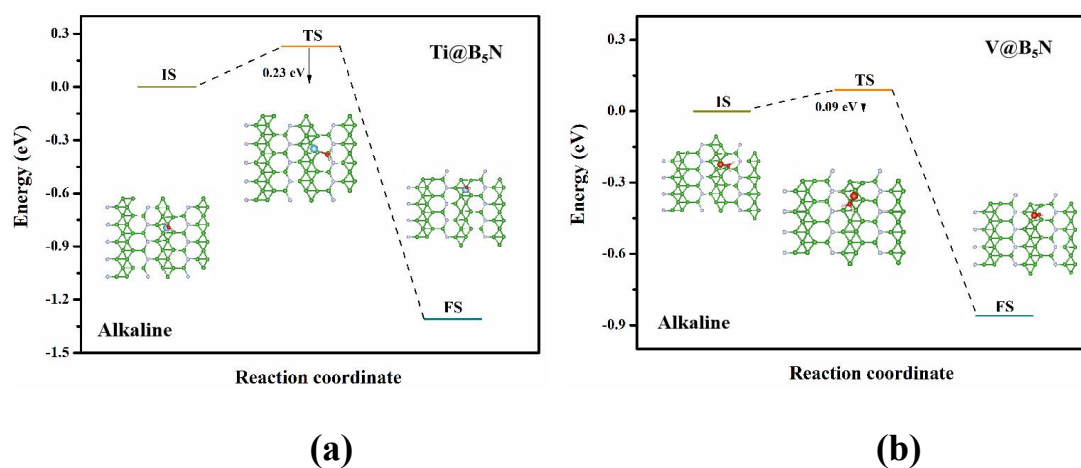 0.3
0.0
-0.3
-0.6
-0.9
-1.2
-1.5
Energy (eV)
IS
TS
0.23 eV
FS
Ti@B₅N
Alkaline
Reaction coordinate
(a)
0.3
0.0
-0.3
-0.6
-0.9
Energy (eV)
IS
TS
0.09 eV
FS
V@B₅N
Alkaline
Reaction coordinate
(b)